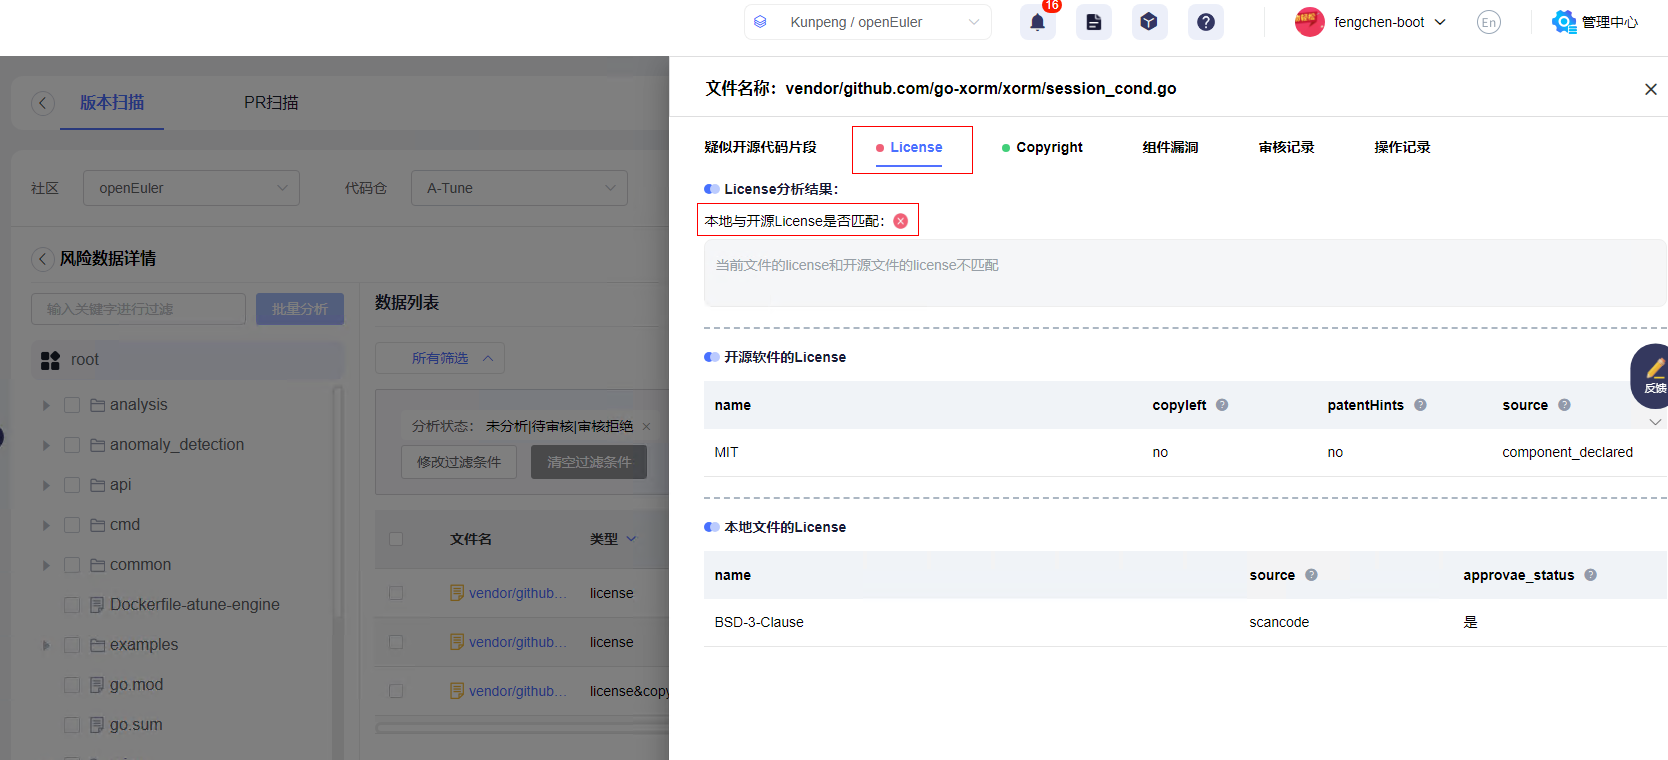 Kunpeng / openEuler
16
fengchen-boot
En
管理中心
版本扫描
PR扫描
社区
openEuler
代码仓
A-Tune
风险数据详情
输入关键字进行过滤
批量分析
root
analysis
anomaly_detection
api
cmd
common
Dockerfile-atune-engine
examples
go.mod
go.sum
数据列表
所有筛选
分析状态： 未分析|待审核|审核拒绝
修改过滤条件
清空过滤条件
文件名
类型
vendor/github...
license
vendor/github...
license
vendor/github...
license&copy
文件名称：vendor/github.com/go-xorm/xorm/session_cond.go
疑似开源代码片段
License
Copyright
组件漏洞
审核记录
操作记录
License分析结果：
本地与开源License是否匹配：
当前文件的license和开源文件的license不匹配
开源软件的License
name
copyleft
patentHints
source
MIT
no
no
component_declared
本地文件的License
name
source
approvae_status
BSD-3-Clause
scancode
是
反馈